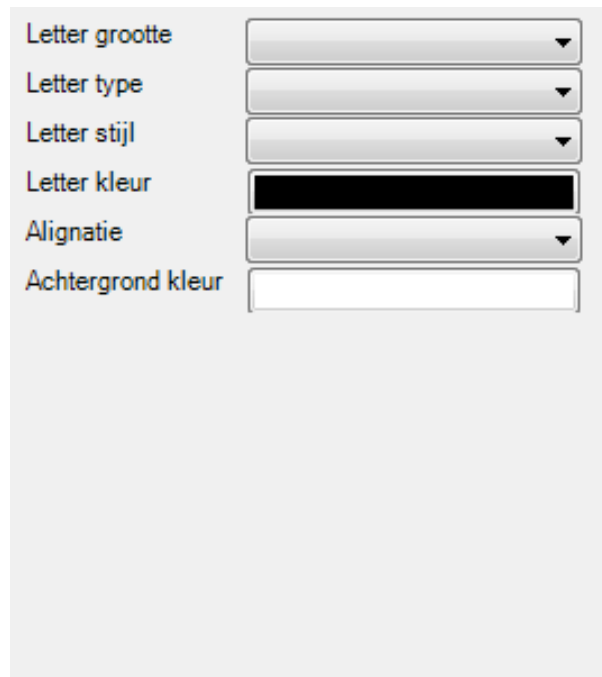 Letter grootte
Letter type
Letter stijl
Letter kleur
Alignatie
Achtergrond kleur